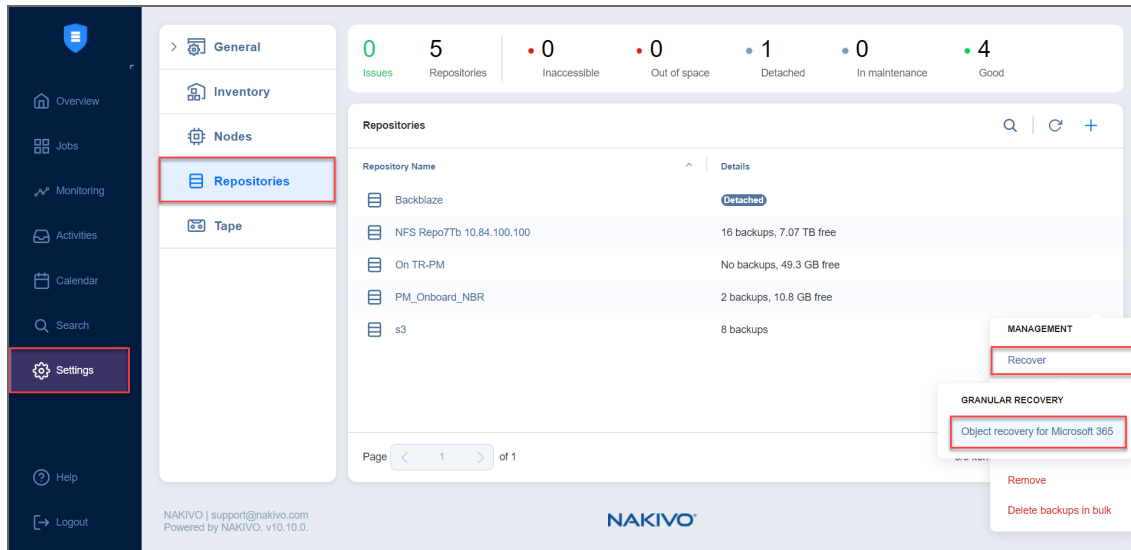 Overview
Jobs
Monitoring
Activities
Calendar
Search
Settings
Help
Logout
General
Inventory
Nodes
Repositories
Tape
0 5 0 0 1 0 4
Issues Repositories Inaccessible Out of space Detached In maintenance Good
Repositories
Repository Name Details
Backblaze Detached
NFS Repo7Tb 10.84.100.100 16 backups, 7.07 TB free
On TR-PM No backups, 49.3 GB free
PM_Onboard_NBR 2 backups, 10.8 GB free
s3 8 backups
MANAGEMENT
Recover
GRANULAR RECOVERY
Object recovery for Microsoft 365
Remove
Delete backups in bulk
Page < 1 > of 1
NAKIVO | support@nakivo.com
Powered by NAKIVO. v10.10.0.
NAKIVO®